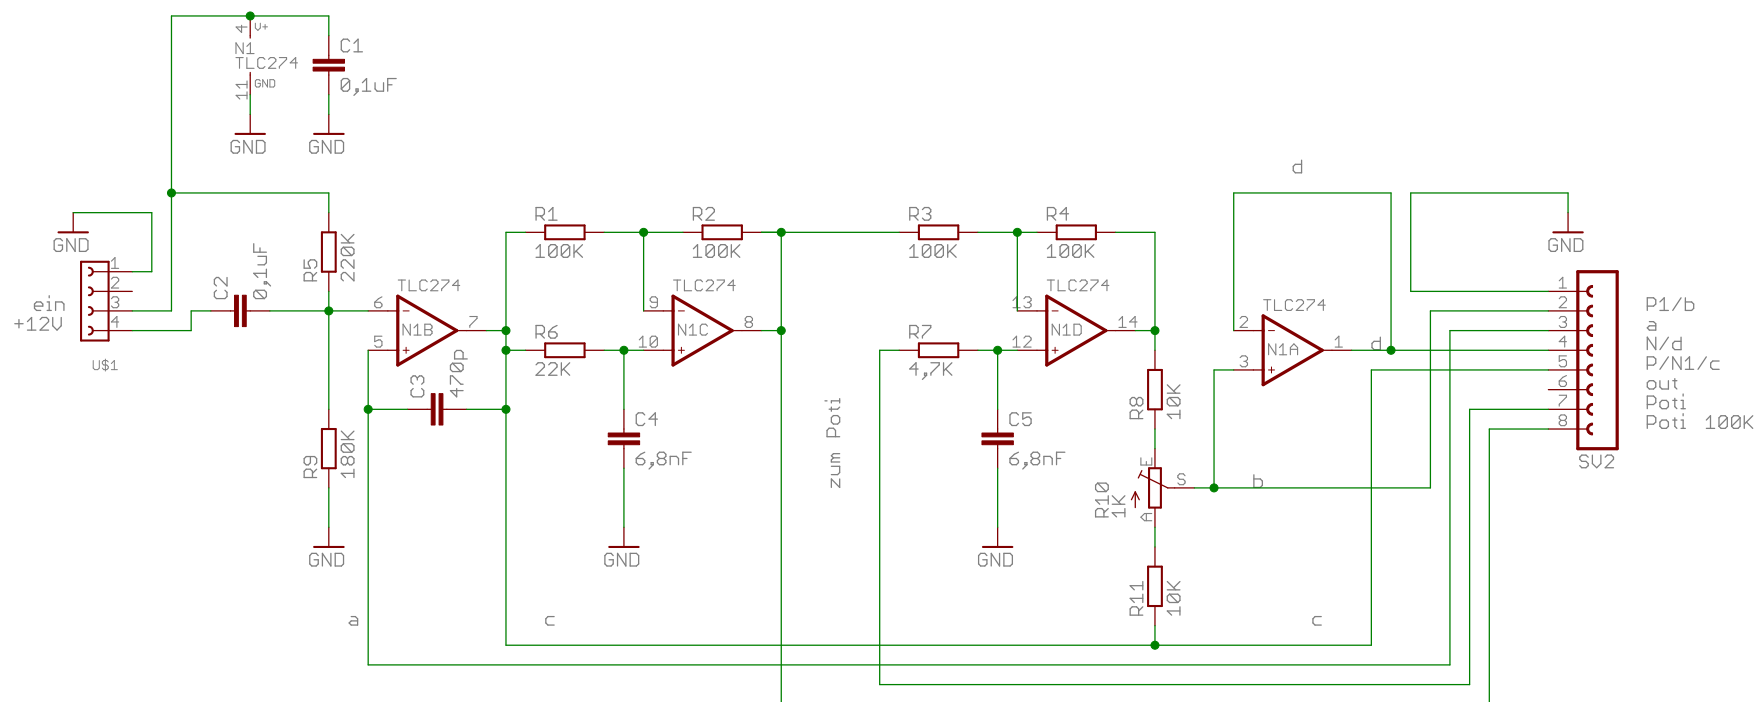 4
V+
N1
TLC274
11
GND
C1
0,1uF
GND
GND
d
GND
ein
+12V
1
2
3
4
U$1
C2
0,1uF
R5
220K
TLC274
6
N1B
7
5
C3
470p
R9
180K
GND
R1
100K
R2
100K
TLC274
9
N1C
8
10
R6
22K
C4
6,8nF
GND
zum Poti
R3
100K
R4
100K
TLC274
13
N1D
14
12
R7
4,7K
C5
6,8nF
GND
R8
10K
E
S
R10
1K
A
b
R11
10K
TLC274
2
N1A
1
3
d
GND
1
2
3
4
5
6
7
8
SV2
P1/b
a
N/d
P/N1/c
out
Poti
Poti 100K
a
c
c